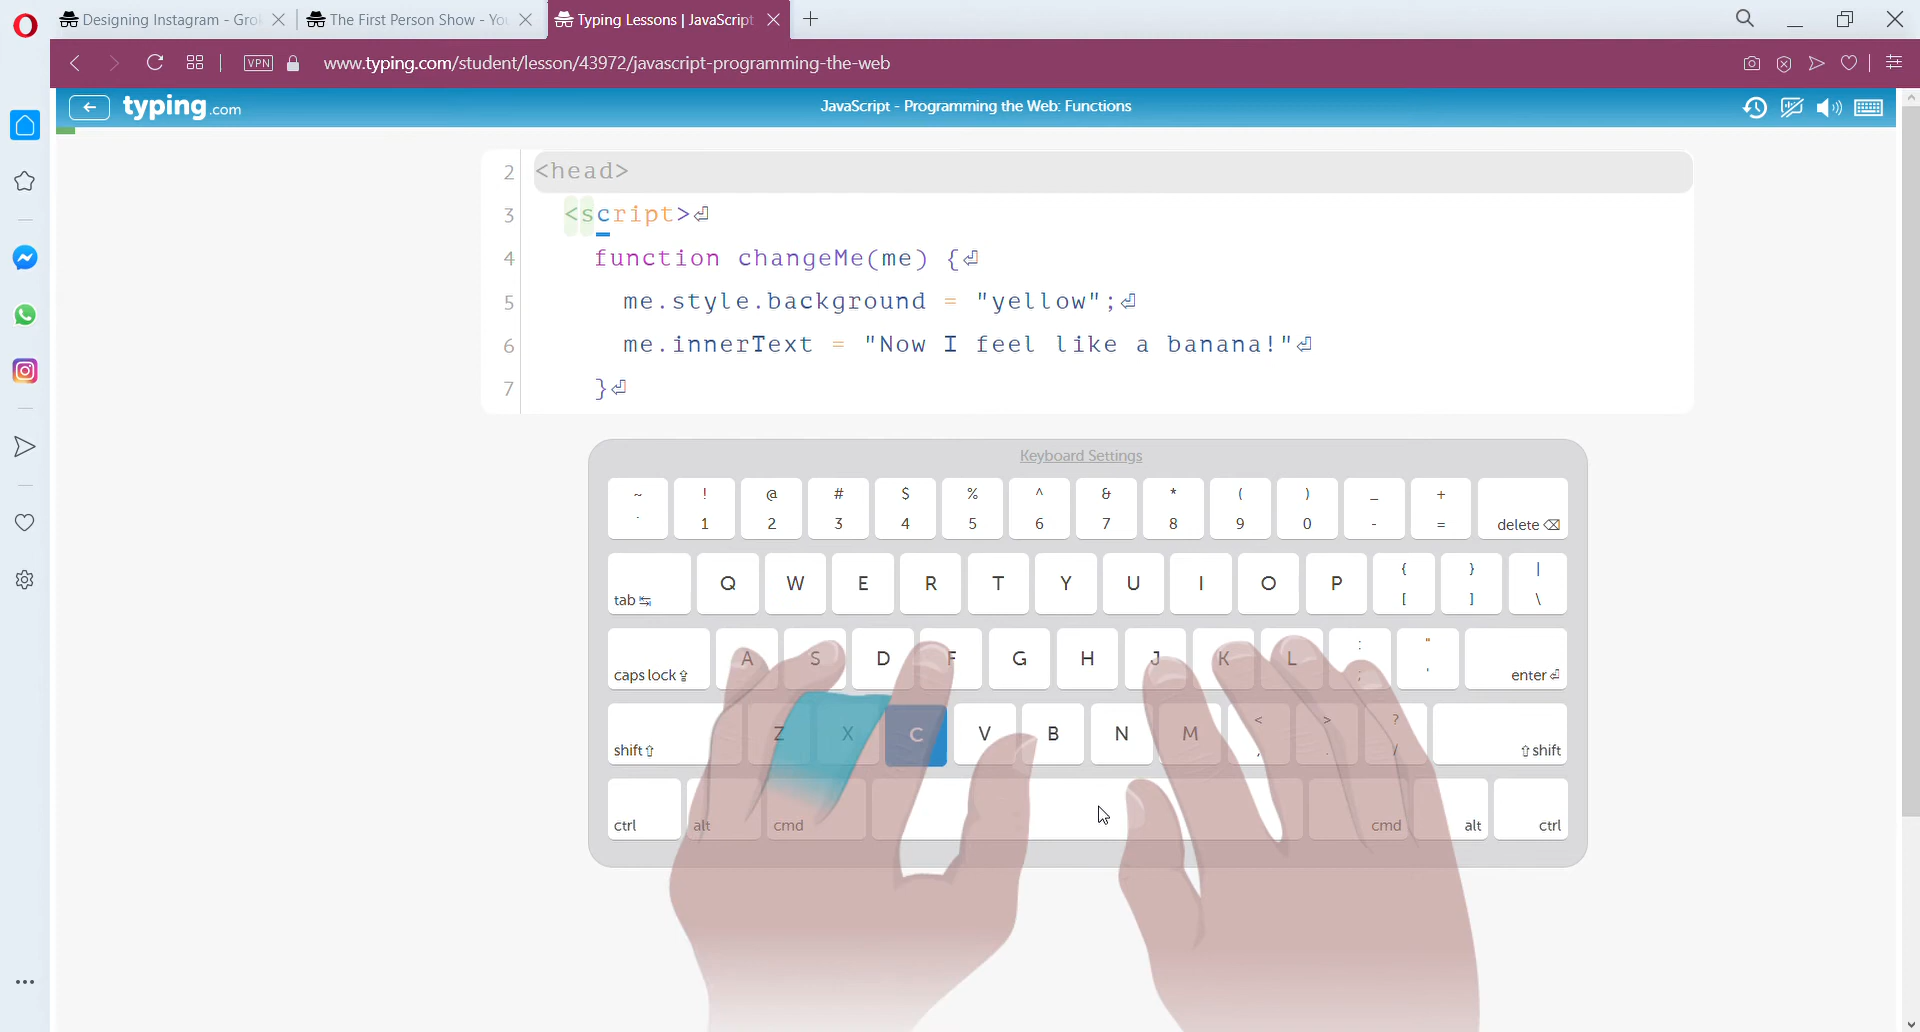 Designing Instagram - Gro
The First Person Show - Yo
Typing Lessons | JavaScript
VPN
www.typing.com/student/lesson/43972/javascript-programming-the-web
typing.com
JavaScript - Programming the Web: Functions
2 <head>
3 <script>⏎
4 function changeMe(me) {⏎
5 me.style.background = "yellow";⏎
6 me.innerText = "Now I feel like a banana!"⏎
7 }⏎
Keyboard Settings
~ ! @ # $ % ^ & * ( ) _ +
` 1 2 3 4 5 6 7 8 9 0 - = delete
tab Q W E R T Y U I O P { [ } ] | \
caps lock A S D F G H J K L : ; " ' enter
shift Z X C V B N M < , > . ? / shift
ctrl alt cmd cmd alt ctrl